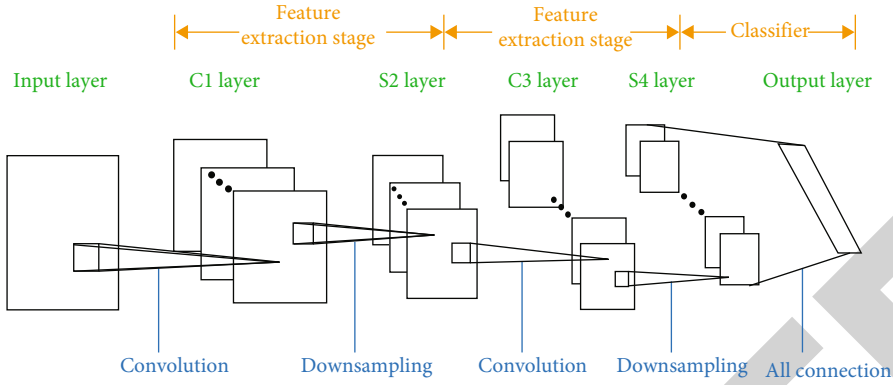 Feature
extraction stage
Feature
extraction stage
Classifier
Input layer
C1 layer
S2 layer
C3 layer
S4 layer
Output layer
Convolution
Downsampling
Convolution
Downsampling
All connection